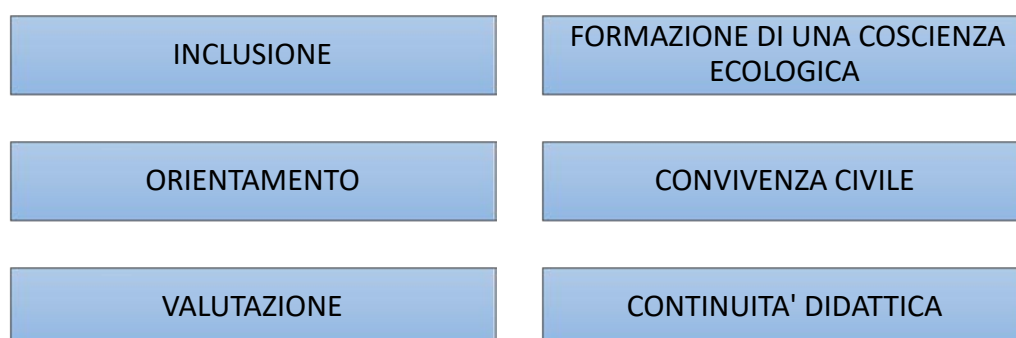 INCLUSIONE
FORMAZIONE DI UNA COSCIENZA
ECOLOGICA
ORIENTAMENTO
CONVIVENZA CIVILE
VALUTAZIONE
CONTINUITA' DIDATTICA